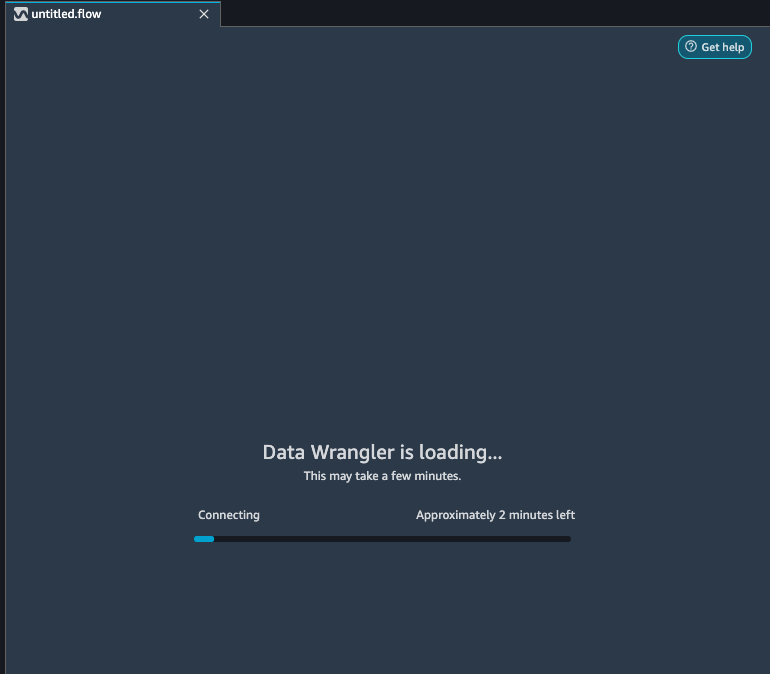 untitled.flow
Get help
Data Wrangler is loading...
This may take a few minutes.
Connecting
Approximately 2 minutes left